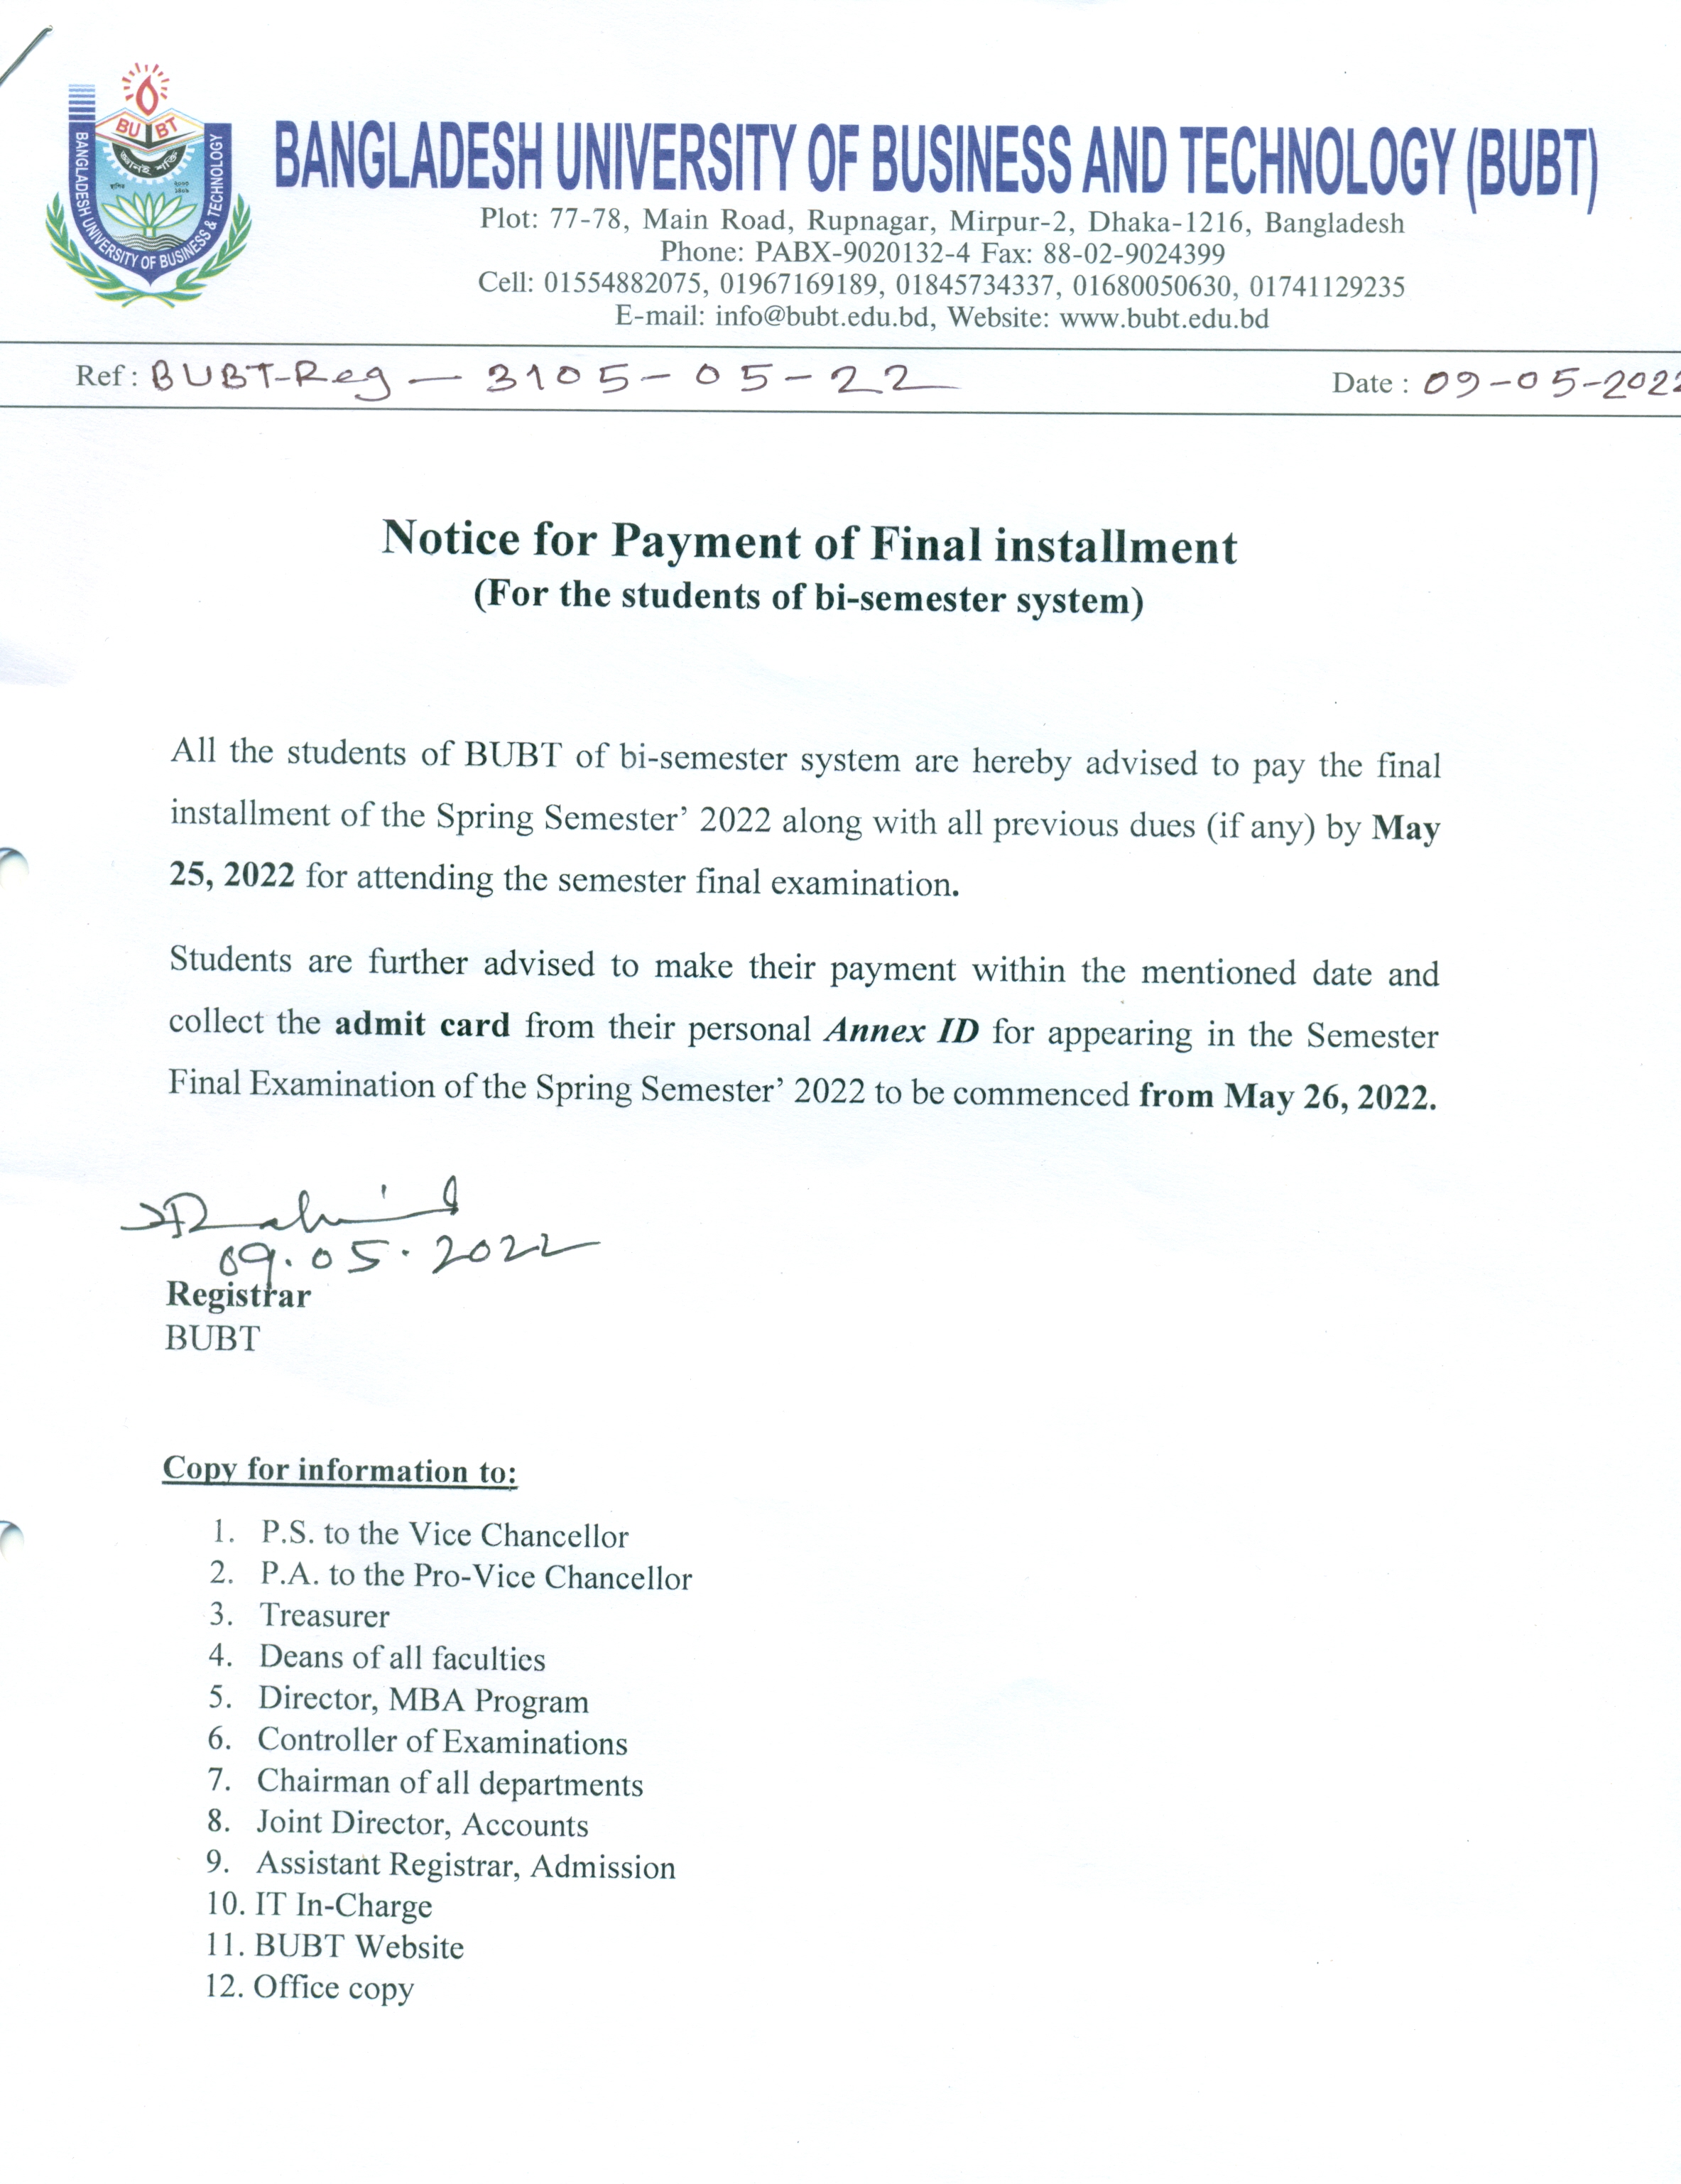 BU BT
জ্ঞানই শক্তি
BANGLADESH UNIVERSITY OF BUSINESS & TECHNOLOGY
BANGLADESH UNIVERSITY OF BUSINESS AND TECHNOLOGY (BUBT)
Plot: 77-78, Main Road, Rupnagar, Mirpur-2, Dhaka-1216, Bangladesh
Phone: PABX-9020132-4 Fax: 88-02-9024399
Cell: 01554882075, 01967169189, 01845734337, 01680050630, 01741129235
E-mail: info@bubt.edu.bd, Website: www.bubt.edu.bd
Ref : BUBT-Reg — 3105-05-22 Date : 09-05-2022
Notice for Payment of Final installment
(For the students of bi-semester system)
All the students of BUBT of bi-semester system are hereby advised to pay the final
installment of the Spring Semester’ 2022 along with all previous dues (if any) by May
25, 2022 for attending the semester final examination.
Students are further advised to make their payment within the mentioned date and
collect the admit card from their personal Annex ID for appearing in the Semester
Final Examination of the Spring Semester’ 2022 to be commenced from May 26, 2022.
09.05.2022
Registrar
BUBT
Copy for information to:
1. P.S. to the Vice Chancellor
2. P.A. to the Pro-Vice Chancellor
3. Treasurer
4. Deans of all faculties
5. Director, MBA Program
6. Controller of Examinations
7. Chairman of all departments
8. Joint Director, Accounts
9. Assistant Registrar, Admission
10. IT In-Charge
11. BUBT Website
12. Office copy